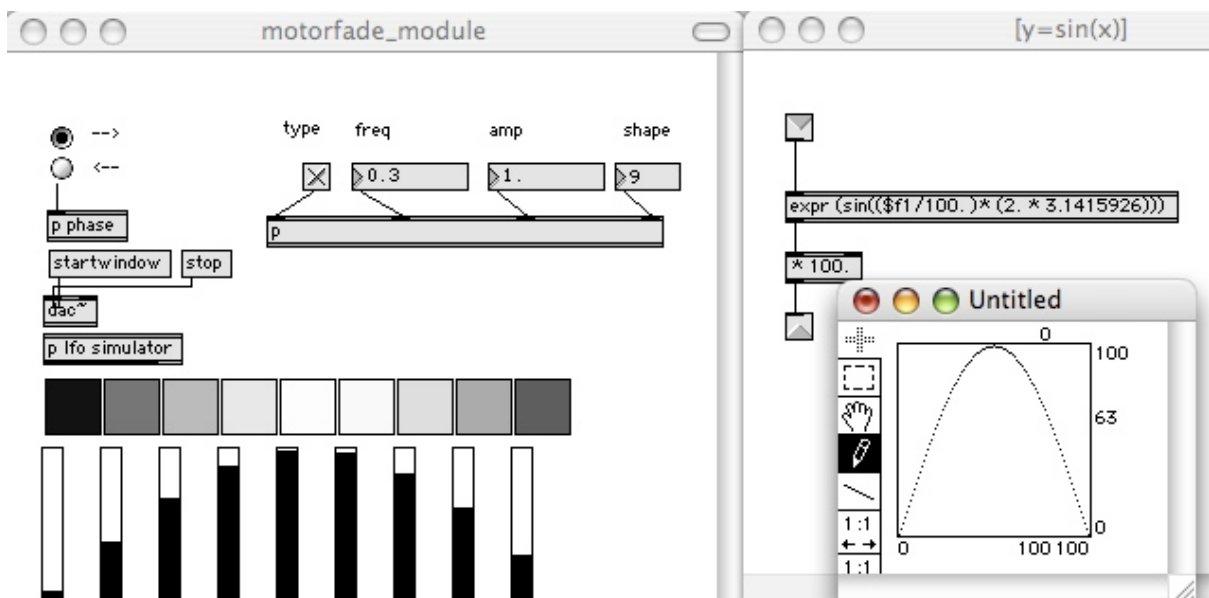 motorfade_module
-->
<--
type freq amp shape
0.3 1. 9
p phase
p
startwindow stop
dac~
p lfo simulator
[y=sin(x)]
expr (sin(($f1/100.)* (2. * 3.1415926)))
* 100.
Untitled
0
100
63
0
0 100 100
1:1
1:1